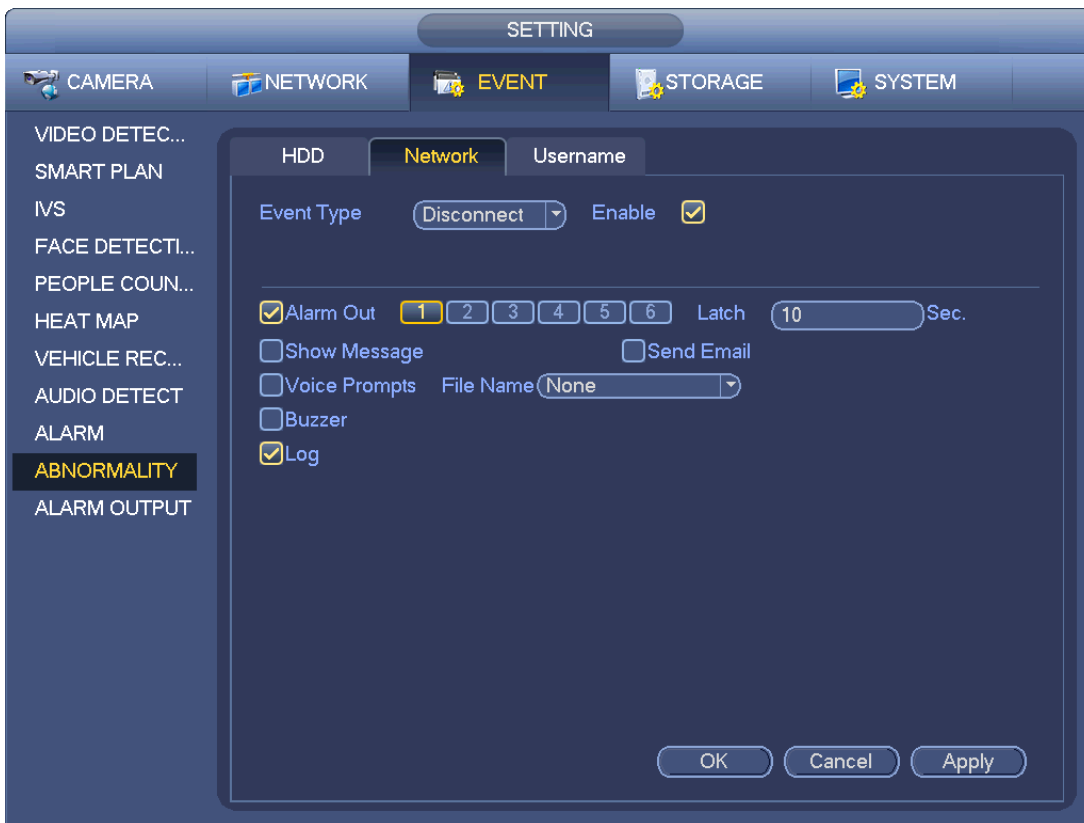 SETTING
CAMERA NETWORK EVENT STORAGE SYSTEM
VIDEO DETEC...
SMART PLAN
IVS
FACE DETECTI...
PEOPLE COUN...
HEAT MAP
VEHICLE REC...
AUDIO DETECT
ALARM
ABNORMALITY
ALARM OUTPUT
HDD Network Username
Event Type Disconnect Enable
Alarm Out 1 2 3 4 5 6 Latch 10 Sec.
Show Message Send Email
Voice Prompts File Name None
Buzzer
Log
OK Cancel Apply